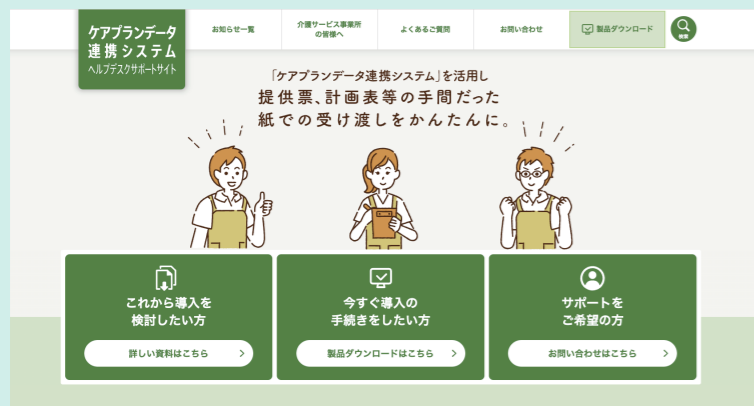 ケアプランデータ
連携システム
ヘルプデスクサポートサイト
お知らせ一覧
介護サービス事業所
の皆様へ
よくあるご質問
お問い合わせ
製品ダウンロード
検索
「ケアプランデータ連携システム」を活用し
提供票、計画表等の手間だった
紙での受け渡しをかんたんに。
これから導入を
検討したい方
詳しい資料はこちら
今すぐ導入の
手続きをしたい方
製品ダウンロードはこちら
サポートを
ご希望の方
お問い合わせはこちら